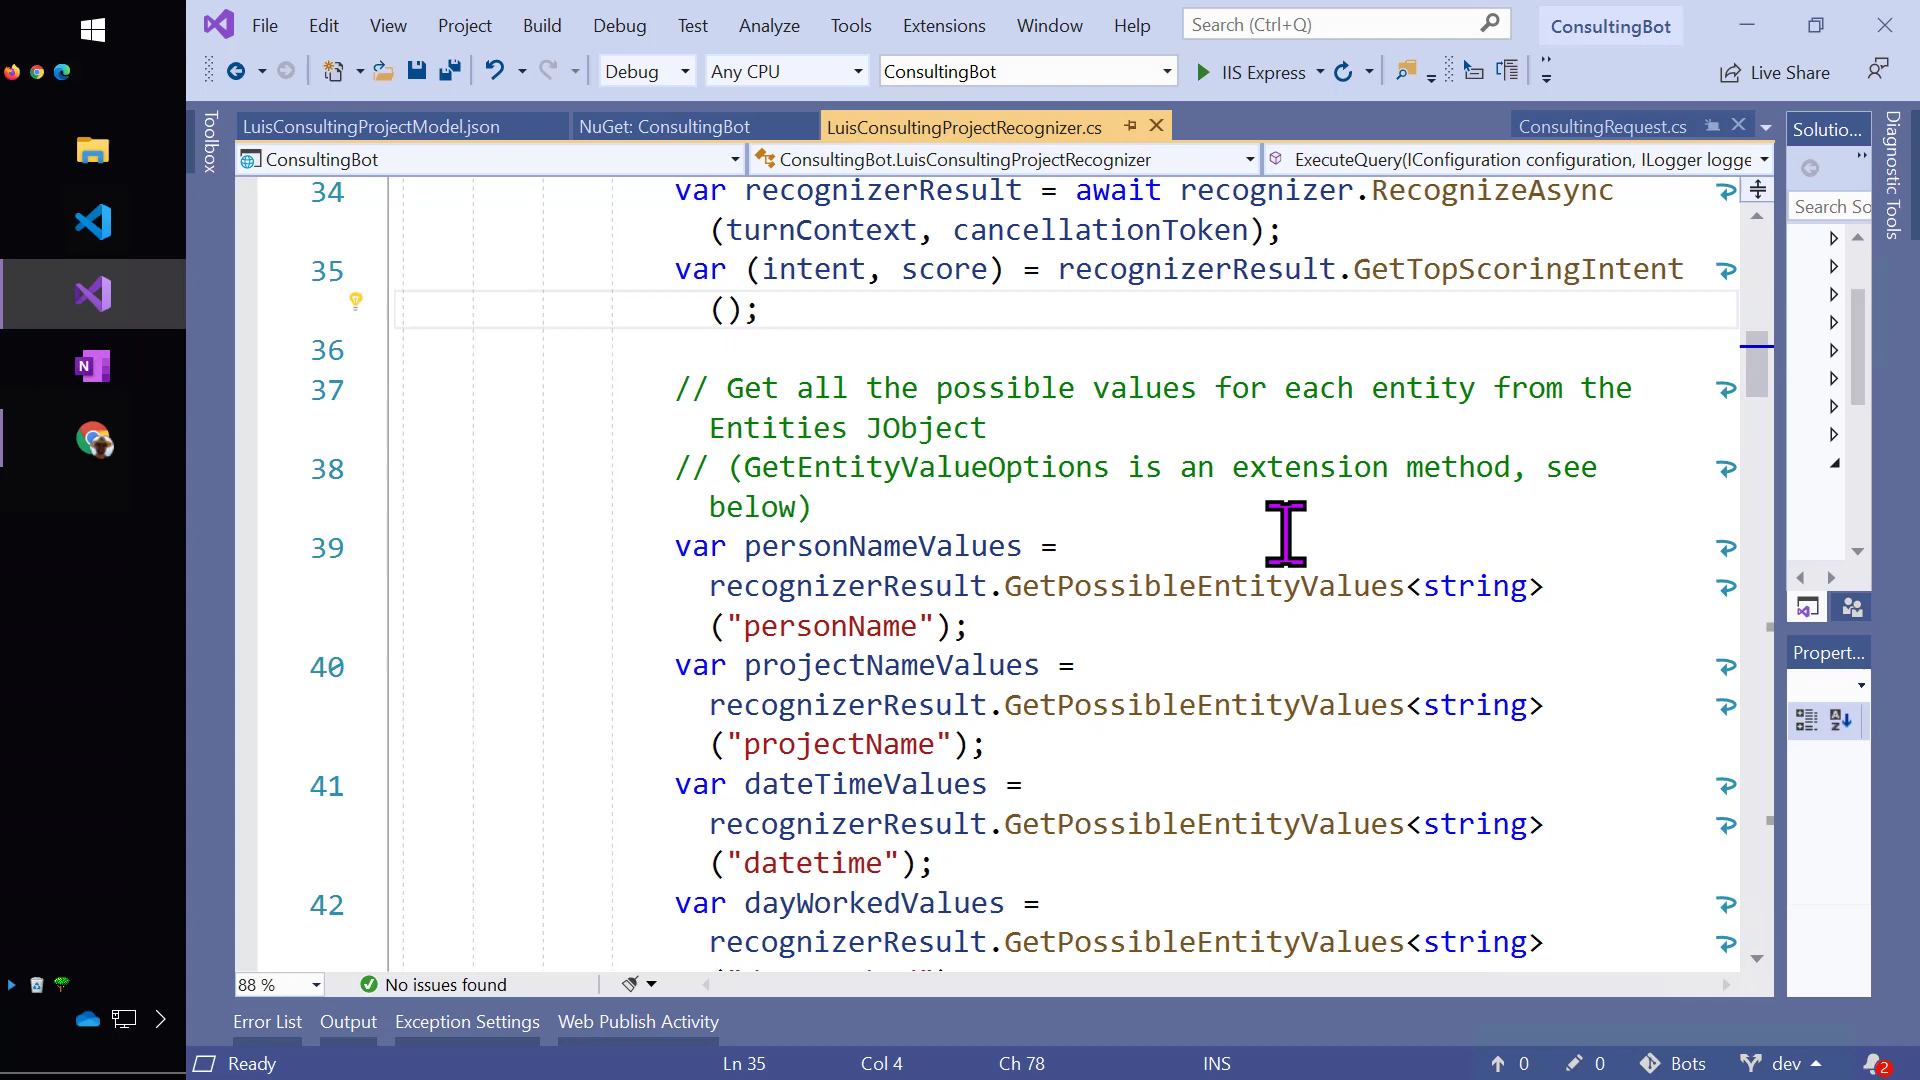 File Edit View Project Build Debug Test Analyze Tools Extensions Window Help Search (Ctrl+Q) ConsultingBot
Debug Any CPU ConsultingBot IIS Express Live Share
Toolbox
LuisConsultingProjectModel.json NuGet: ConsultingBot LuisConsultingProjectRecognizer.cs ConsultingRequest.cs
ConsultingBot ConsultingBot.LuisConsultingProjectRecognizer ExecuteQuery(IConfiguration configuration, ILogger logge
34 var recognizerResult = await recognizer.RecognizeAsync
(turnContext, cancellationToken);
35 var (intent, score) = recognizerResult.GetTopScoringIntent
();
36
37 // Get all the possible values for each entity from the
Entities JObject
38 // (GetEntityValueOptions is an extension method, see
below)
39 var personNameValues =
recognizerResult.GetPossibleEntityValues<string>
("personName");
40 var projectNameValues =
recognizerResult.GetPossibleEntityValues<string>
("projectName");
41 var dateTimeValues =
recognizerResult.GetPossibleEntityValues<string>
("datetime");
42 var dayWorkedValues =
recognizerResult.GetPossibleEntityValues<string>
88 % No issues found
Solutio...
Search So
Propert...
Diagnostic Tools
Error List Output Exception Settings Web Publish Activity
Ready Ln 35 Col 4 Ch 78 INS 0 0 Bots dev 2